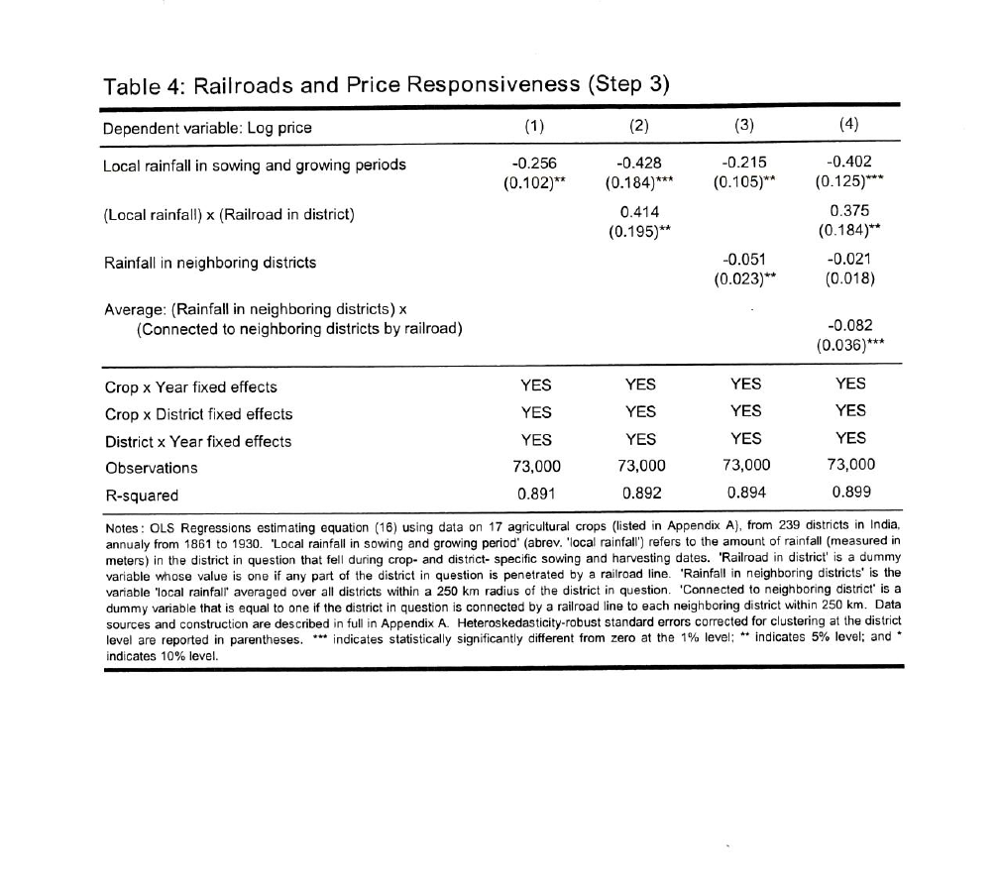 Table 4: Railroads and Price Responsiveness (Step 3)
Dependent variable: Log price (1) (2) (3) (4)
Local rainfall in sowing and growing periods -0.256 -0.428 -0.215 -0.402
(0.102)** (0.184)*** (0.105)** (0.125)***
(Local rainfall) x (Railroad in district) 0.414 0.375
(0.195)** (0.184)**
Rainfall in neighboring districts -0.051 -0.021
(0.023)** (0.018)
Average: (Rainfall in neighboring districts) x
(Connected to neighboring districts by railroad) -0.082
(0.036)***
Crop x Year fixed effects YES YES YES YES
Crop x District fixed effects YES YES YES YES
District x Year fixed effects YES YES YES YES
Observations 73,000 73,000 73,000 73,000
R-squared 0.891 0.892 0.894 0.899
Notes: OLS Regressions estimating equation (16) using data on 17 agricultural crops (listed in Appendix A), from 239 districts in India,
annualy from 1861 to 1930. 'Local rainfall in sowing and growing period' (abrev. 'local rainfall') refers to the amount of rainfall (measured in
meters) in the district in question that fell during crop- and district- specific sowing and harvesting dates. 'Railroad in district' is a dummy
variable whose value is one if any part of the district in question is penetrated by a railroad line. 'Rainfall in neighboring districts' is the
variable 'local rainfall' averaged over all districts within a 250 km radius of the district in question. 'Connected to neighboring district' is a
dummy variable that is equal to one if the district in question is connected by a railroad line to each neighboring district within 250 km. Data
sources and construction are described in full in Appendix A. Heteroskedasticity-robust standard errors corrected for clustering at the district
level are reported in parentheses. *** indicates statistically significantly different from zero at the 1% level; ** indicates 5% level; and *
indicates 10% level.